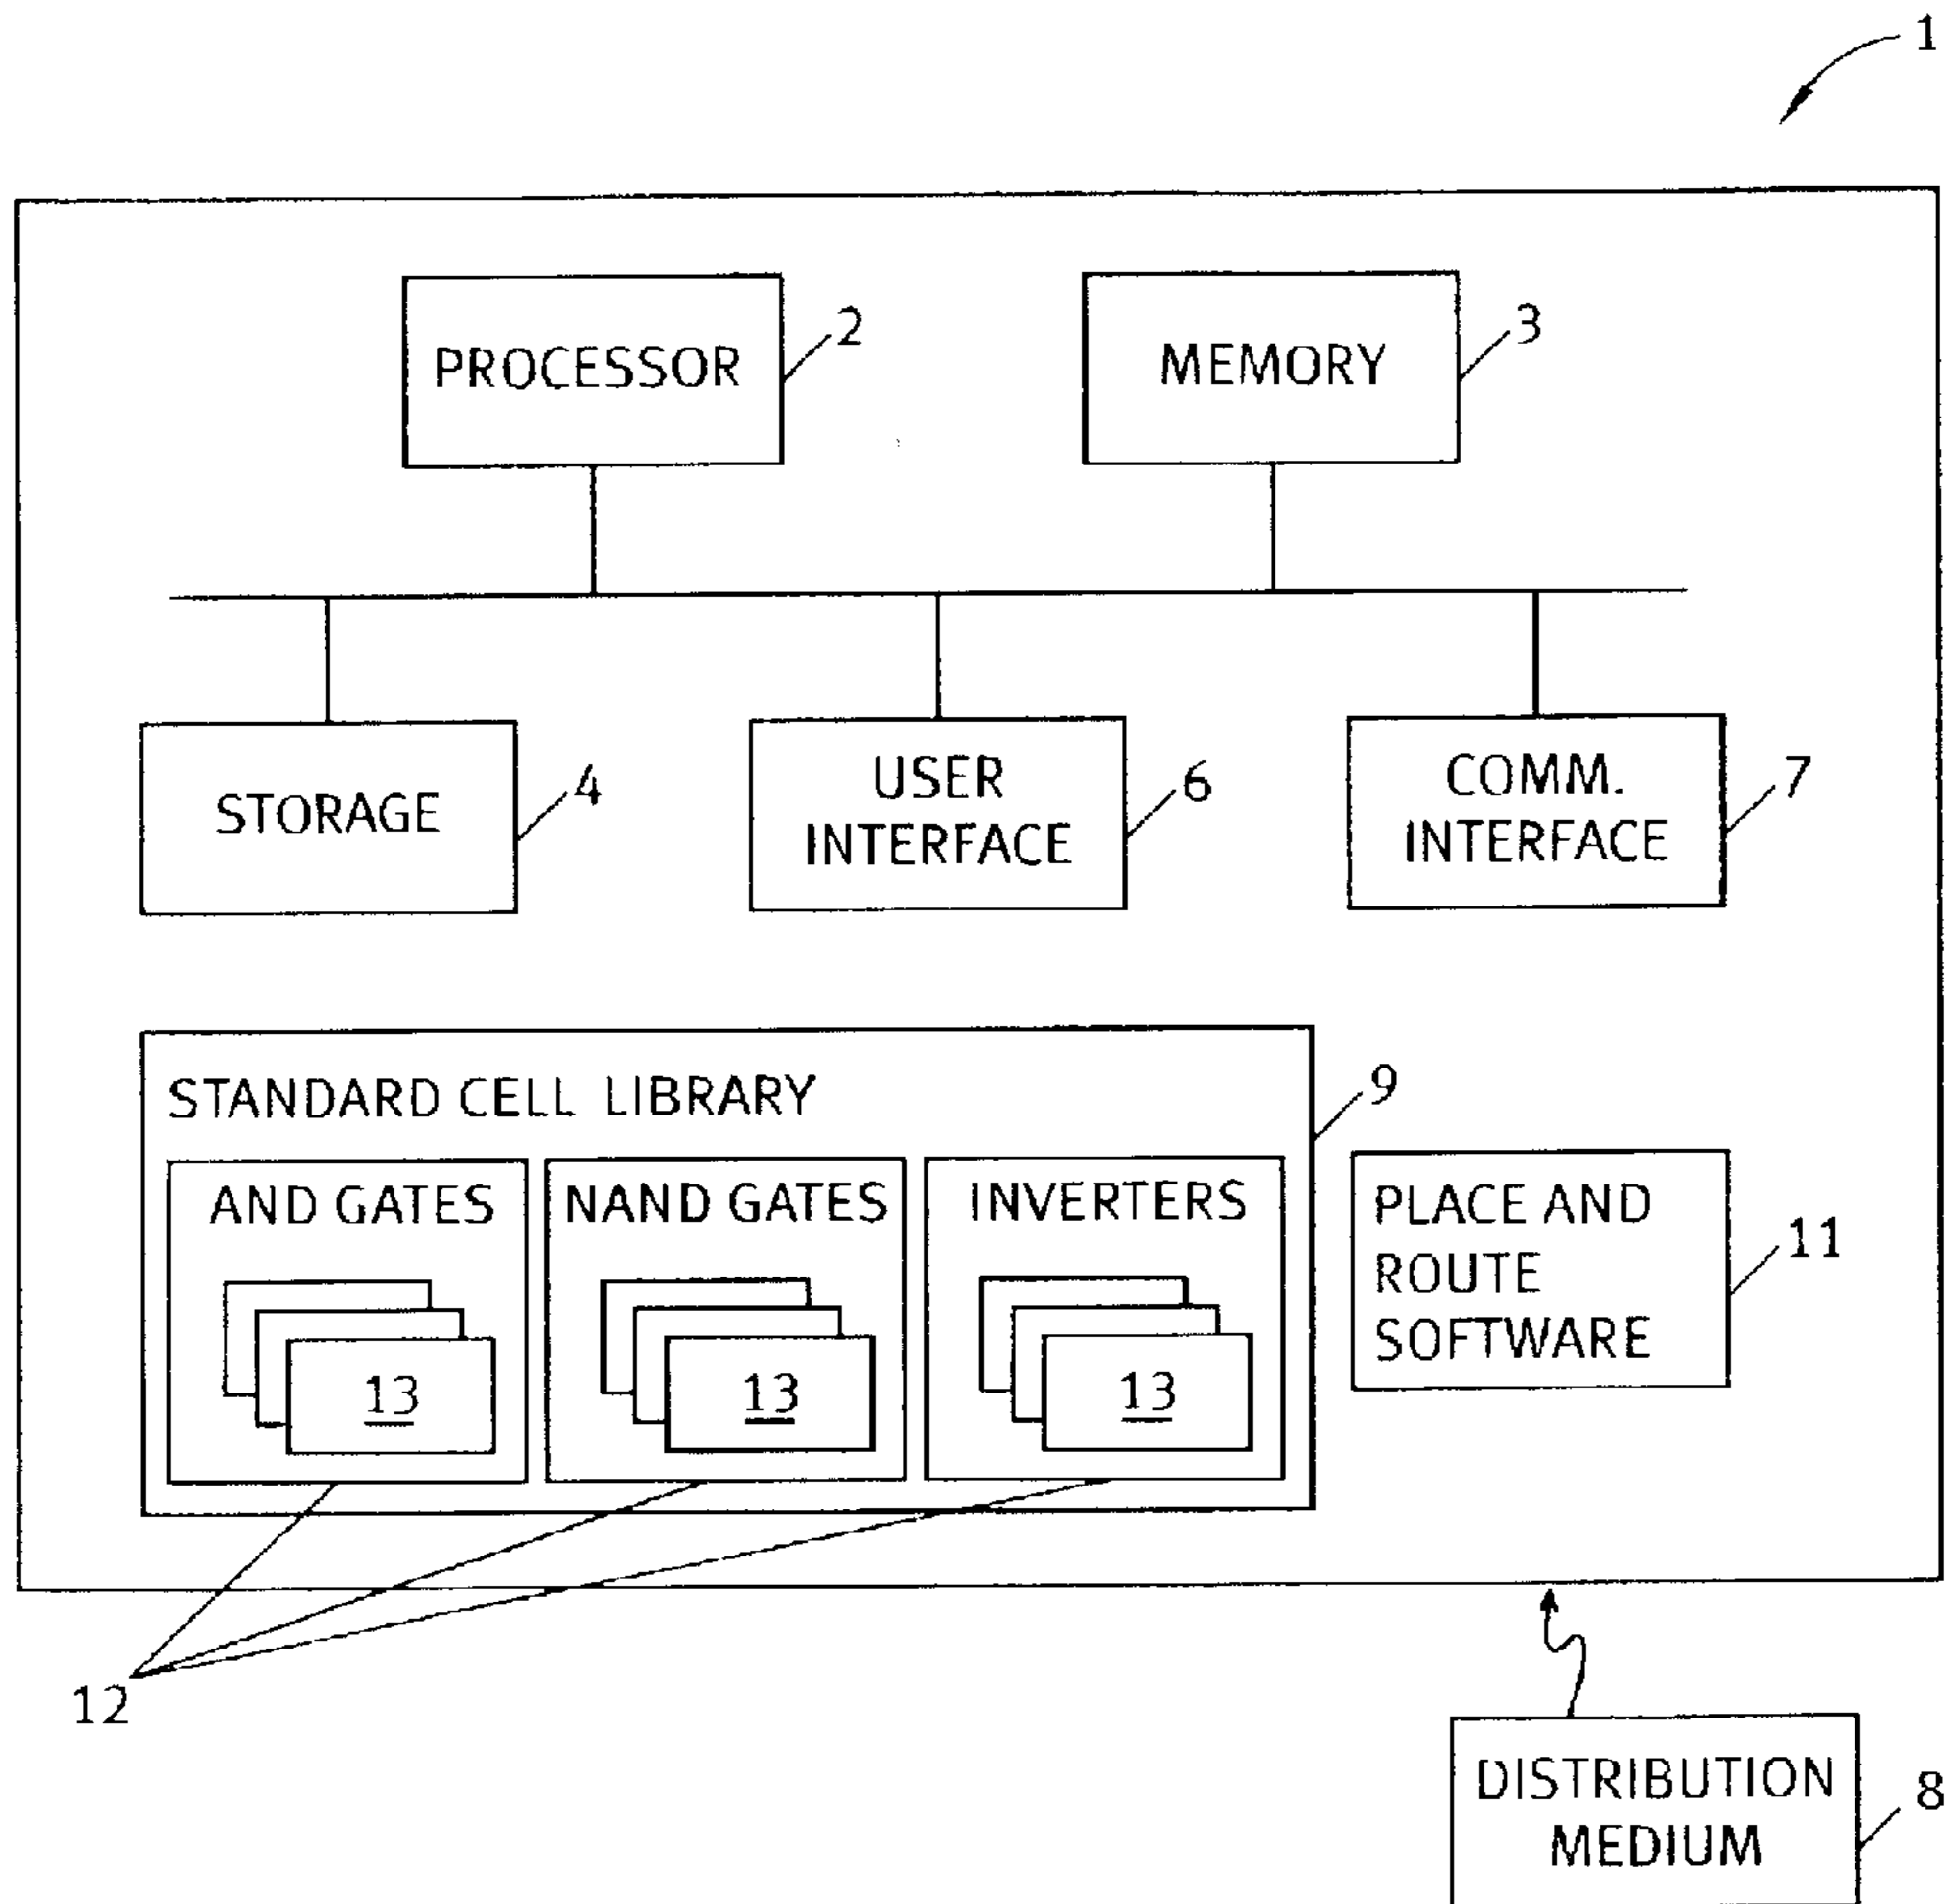 1
PROCESSOR
2
MEMORY
3
STORAGE
4
USER
INTERFACE
6
COMM.
INTERFACE
7
STANDARD CELL LIBRARY
9
AND GATES
13
NAND GATES
13
INVERTERS
13
PLACE AND
ROUTE
SOFTWARE
11
12
DISTRIBUTION
MEDIUM
8